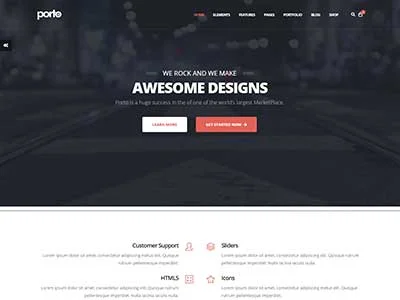 porto
HOME ELEMENTS FEATURES PAGES PORTFOLIO BLOG SHOP
WE ROCK AND WE MAKE
AWESOME DESIGNS
Porto is a huge success in the of one of the world's largest MarketPlace.
LEARN MORE GET STARTED NOW
Customer Support
Lorem ipsum dolor sit amet, consectetur adipiscing metus elit. Quisque rutrum pellentesque imperdiet.
Sliders
Lorem ipsum dolor sit amet, consectetur adipiscing metus elit. Quisque rutrum pellentesque imperdiet. Nulla lacinia iaculis nulla.
HTML5
Lorem ipsum dolor sit amet, consectetur adipiscing metus elit. Quisque
Icons
Lorem ipsum dolor sit amet, consectetur adipiscing metus elit. Quisque rutrum pellentesque imperdiet. Nulla lacinia iaculis nulla.